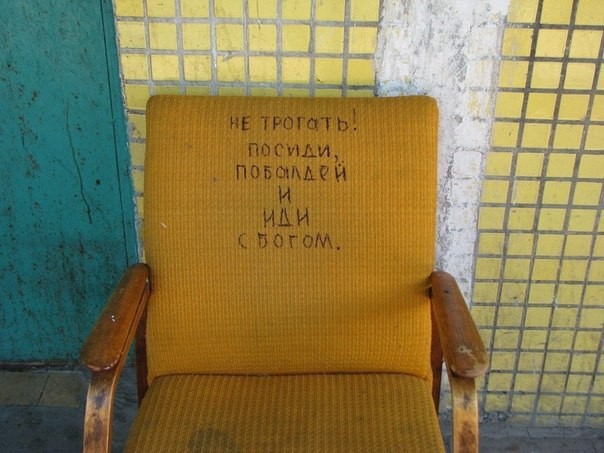 НЕ ТРОГАТЬ!
ПОСИДИ,
ПОБАЛДЕЙ
И
ИДИ
С БОГОМ.